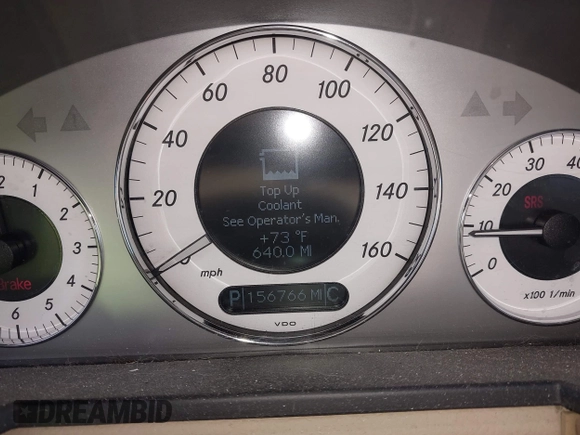 80
60
100
40
120
20
140
160
mph
Top Up
Coolant
See Operator's Man.
+73 °F
640.0 MI
P 156766 MI C
VDO
1
2
3
4
5
6
Brake
40
30
20
10
0
SRS
x100 1/min
DREAMBID